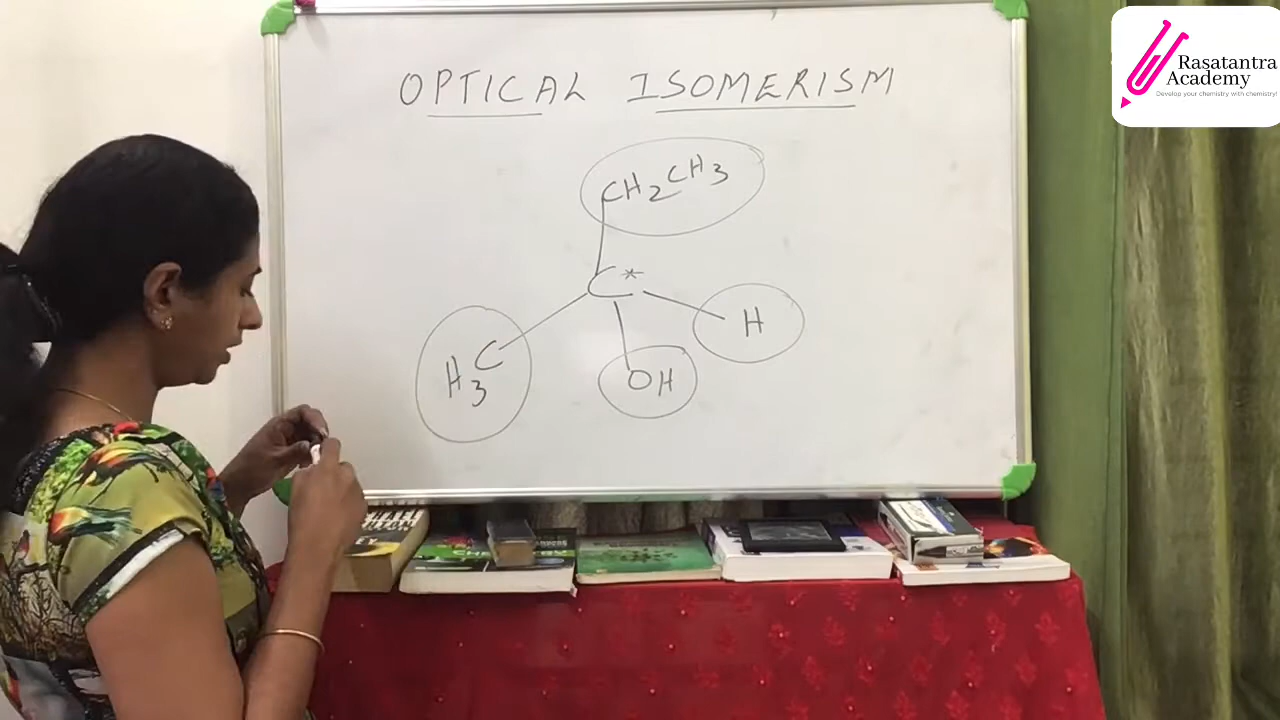 OPTICAL ISOMERISM
CH2CH3
C*
H
H3C
OH
Rasatantra
Academy
Develop your chemistry with chemistry!